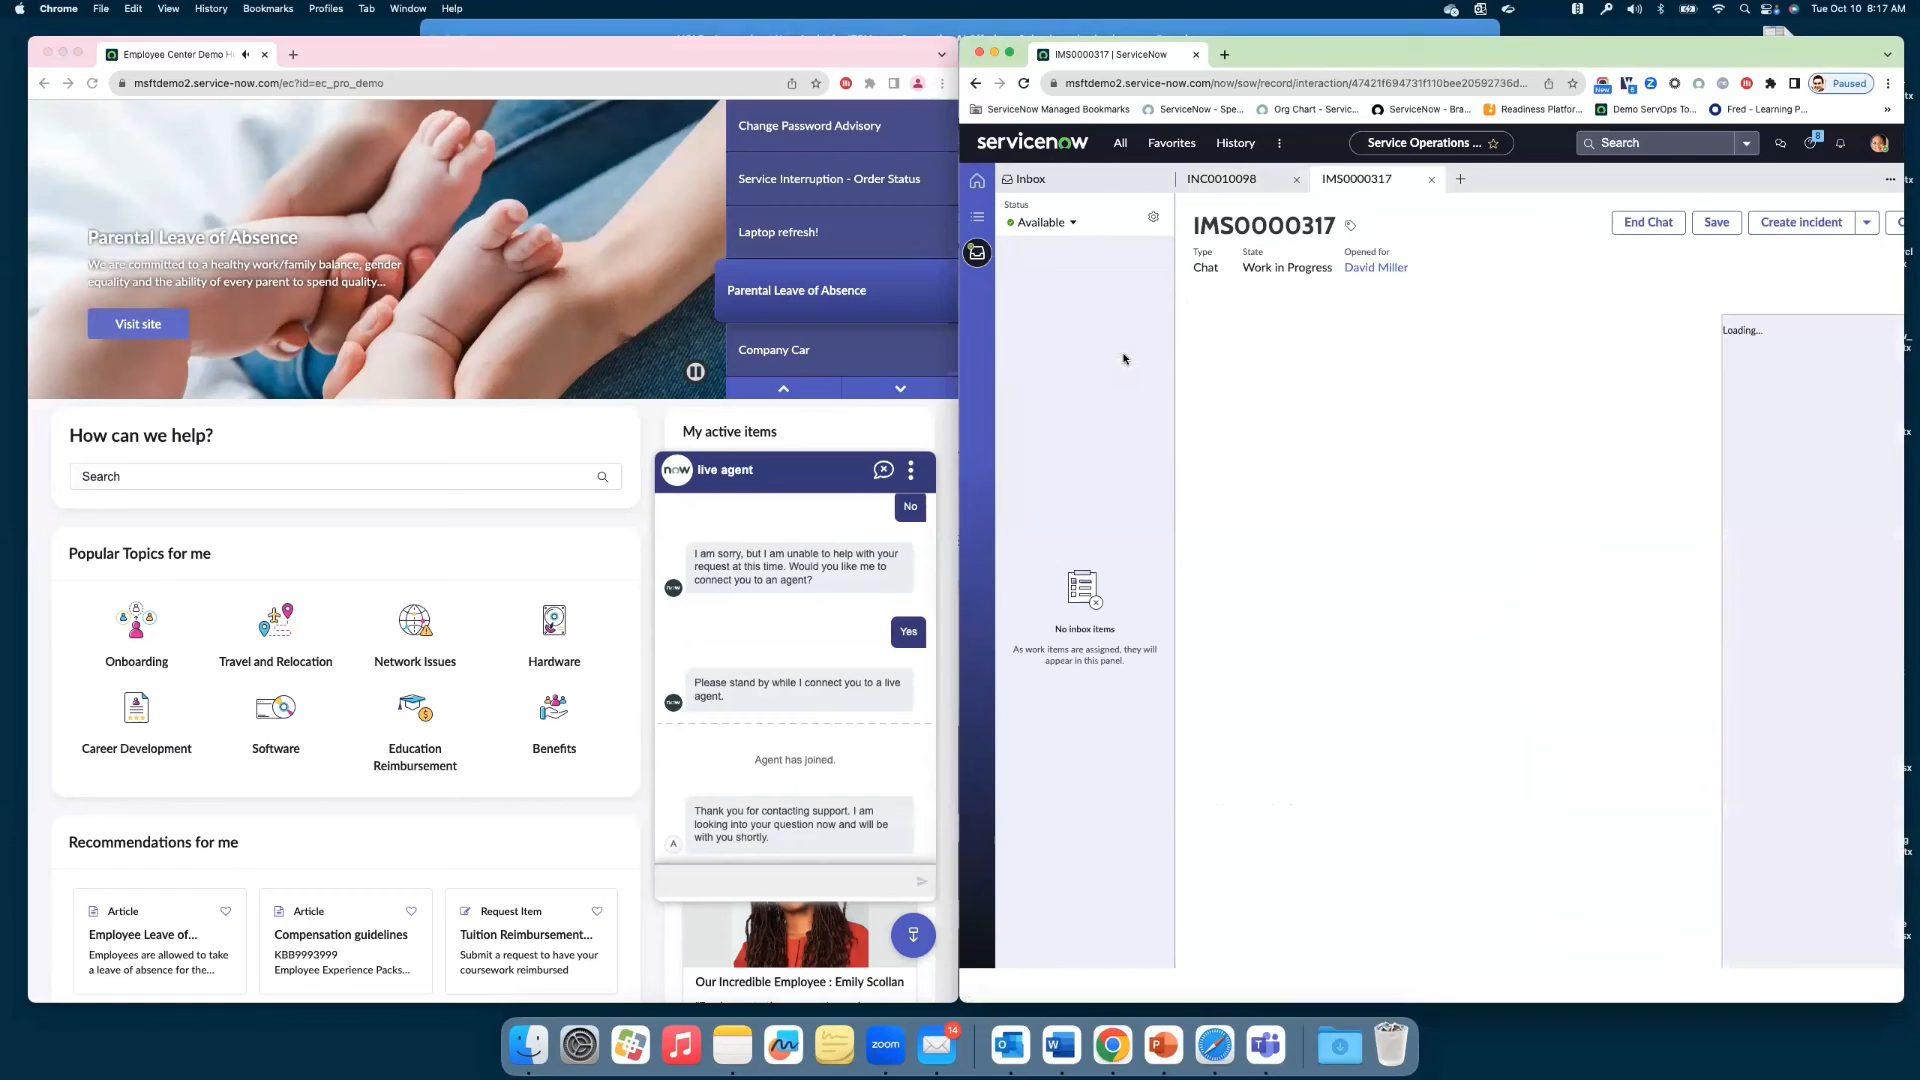 Chrome File Edit View History Bookmarks Profiles Tab Window Help
Tue Oct 10 8:17 AM
Employee Center Demo H
msftdemo2.service-now.com/ec?id=ec_pro_demo
Parental Leave of Absence
We are committed to a healthy work/family balance, gender
equality and the ability of every parent to spend quality...
Visit site
Change Password Advisory
Service Interruption - Order Status
Laptop refresh!
Parental Leave of Absence
Company Car
How can we help?
Search
Popular Topics for me
Onboarding
Travel and Relocation
Network Issues
Hardware
Career Development
Software
Education
Reimbursement
Benefits
Recommendations for me
Article
Employee Leave of...
Employees are allowed to take
a leave of absence for the...
Article
Compensation guidelines
KBB9993999
Employee Experience Packs...
Request Item
Tuition Reimbursement...
Submit a request to have your
coursework reimbursed
My active items
now live agent
No
I am sorry, but I am unable to help with your
request at this time. Would you like me to
connect you to an agent?
now
Yes
Please stand by while I connect you to a live
agent.
now
Agent has joined.
Thank you for contacting support. I am
looking into your question now and will be
with you shortly.
A
Our Incredible Employee : Emily Scollan
IMS0000317 | ServiceNow
msftdemo2.service-now.com/now/sow/record/interaction/47421f694731f110bee20592736d...
New
Paused
ServiceNow Managed Bookmarks
ServiceNow - Spe...
Org Chart - Servic...
ServiceNow - Bra...
Readiness Platfor...
Demo ServOps To...
Fred - Learning P...
servicenow
All
Favorites
History
Service Operations ...
Search
8
Inbox
INC0010098
IMS0000317
Status
Available
IMS0000317
End Chat
Save
Create incident
Type
Chat
State
Work in Progress
Opened for
David Miller
Loading...
No inbox items
As work items are assigned, they will
appear in this panel.
zoom
14